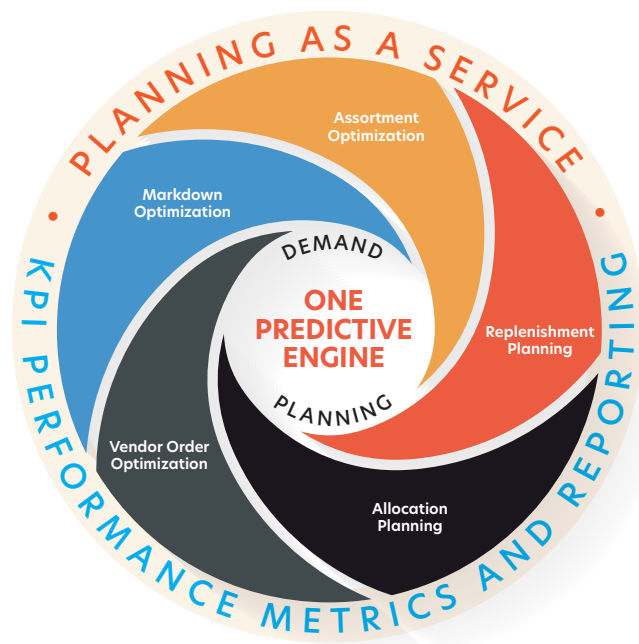 PLANNING AS A SERVICE
Assortment
Optimization
Markdown
Optimization
DEMAND
ONE
PREDICTIVE
ENGINE
PLANNING
Replenishment
Planning
Vendor Order
Optimization
Allocation
Planning
KPI PERFORMANCE METRICS AND REPORTING